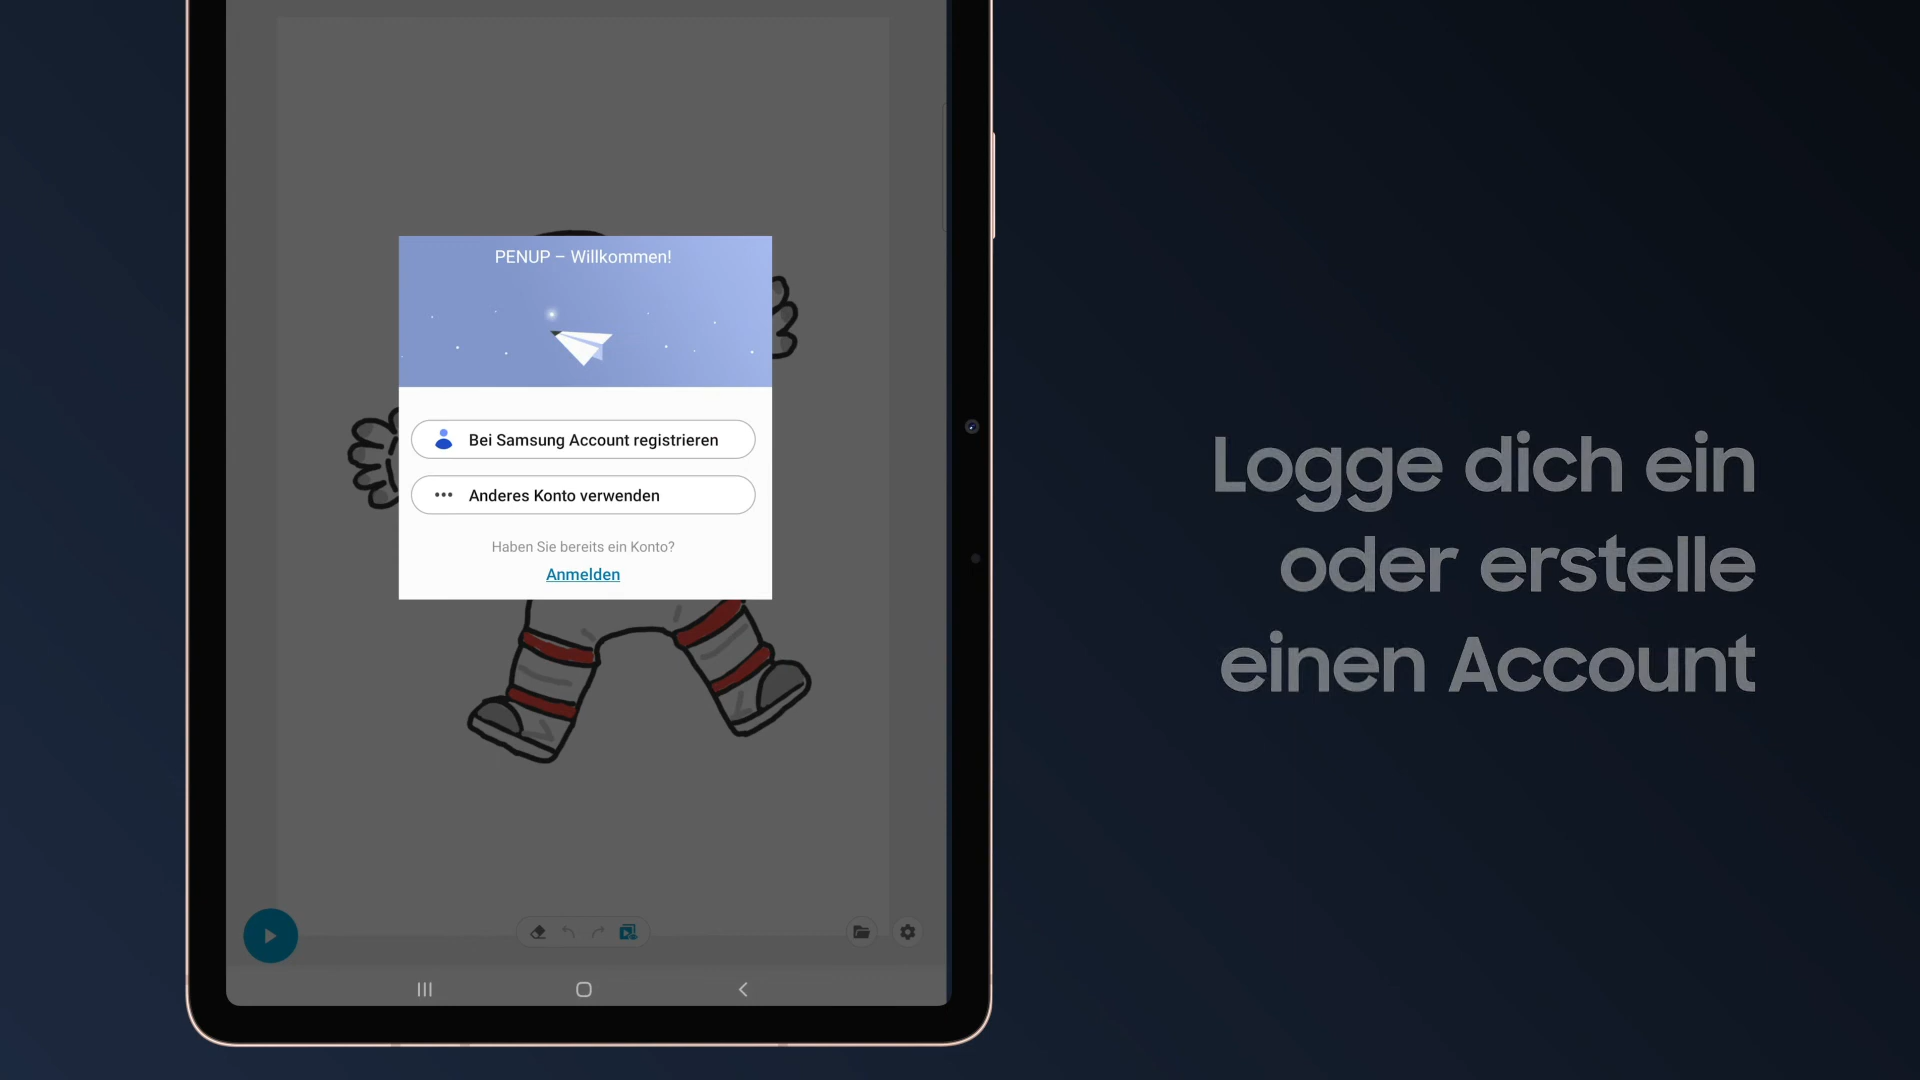 PENUP – Willkommen!
Bei Samsung Account registrieren
Anderes Konto verwenden
Haben Sie bereits ein Konto?
Anmelden
Logge dich ein
oder erstelle
einen Account